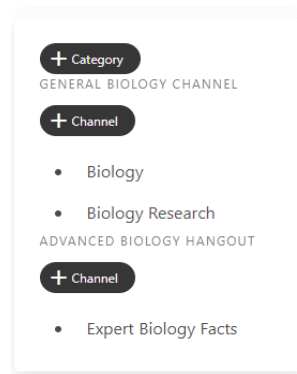 + Category
GENERAL BIOLOGY CHANNEL
+ Channel
• Biology
• Biology Research
ADVANCED BIOLOGY HANGOUT
+ Channel
• Expert Biology Facts